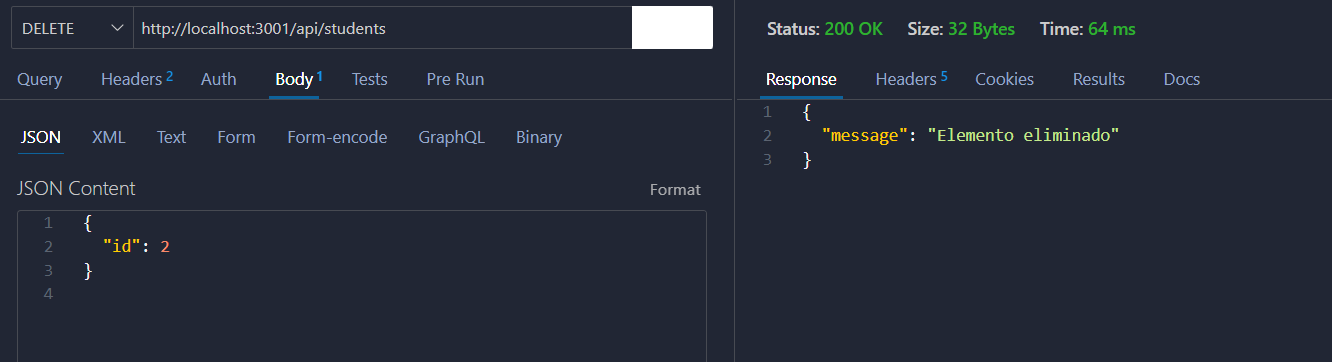 DELETE http://localhost:3001/api/students
Query Headers 2 Auth Body 1 Tests Pre Run
JSON XML Text Form Form-encode GraphQL Binary
JSON Content Format
1 {
2 "id": 2
3 }
4
Status: 200 OK Size: 32 Bytes Time: 64 ms
Response Headers 5 Cookies Results Docs
1 {
2 "message": "Elemento eliminado"
3 }